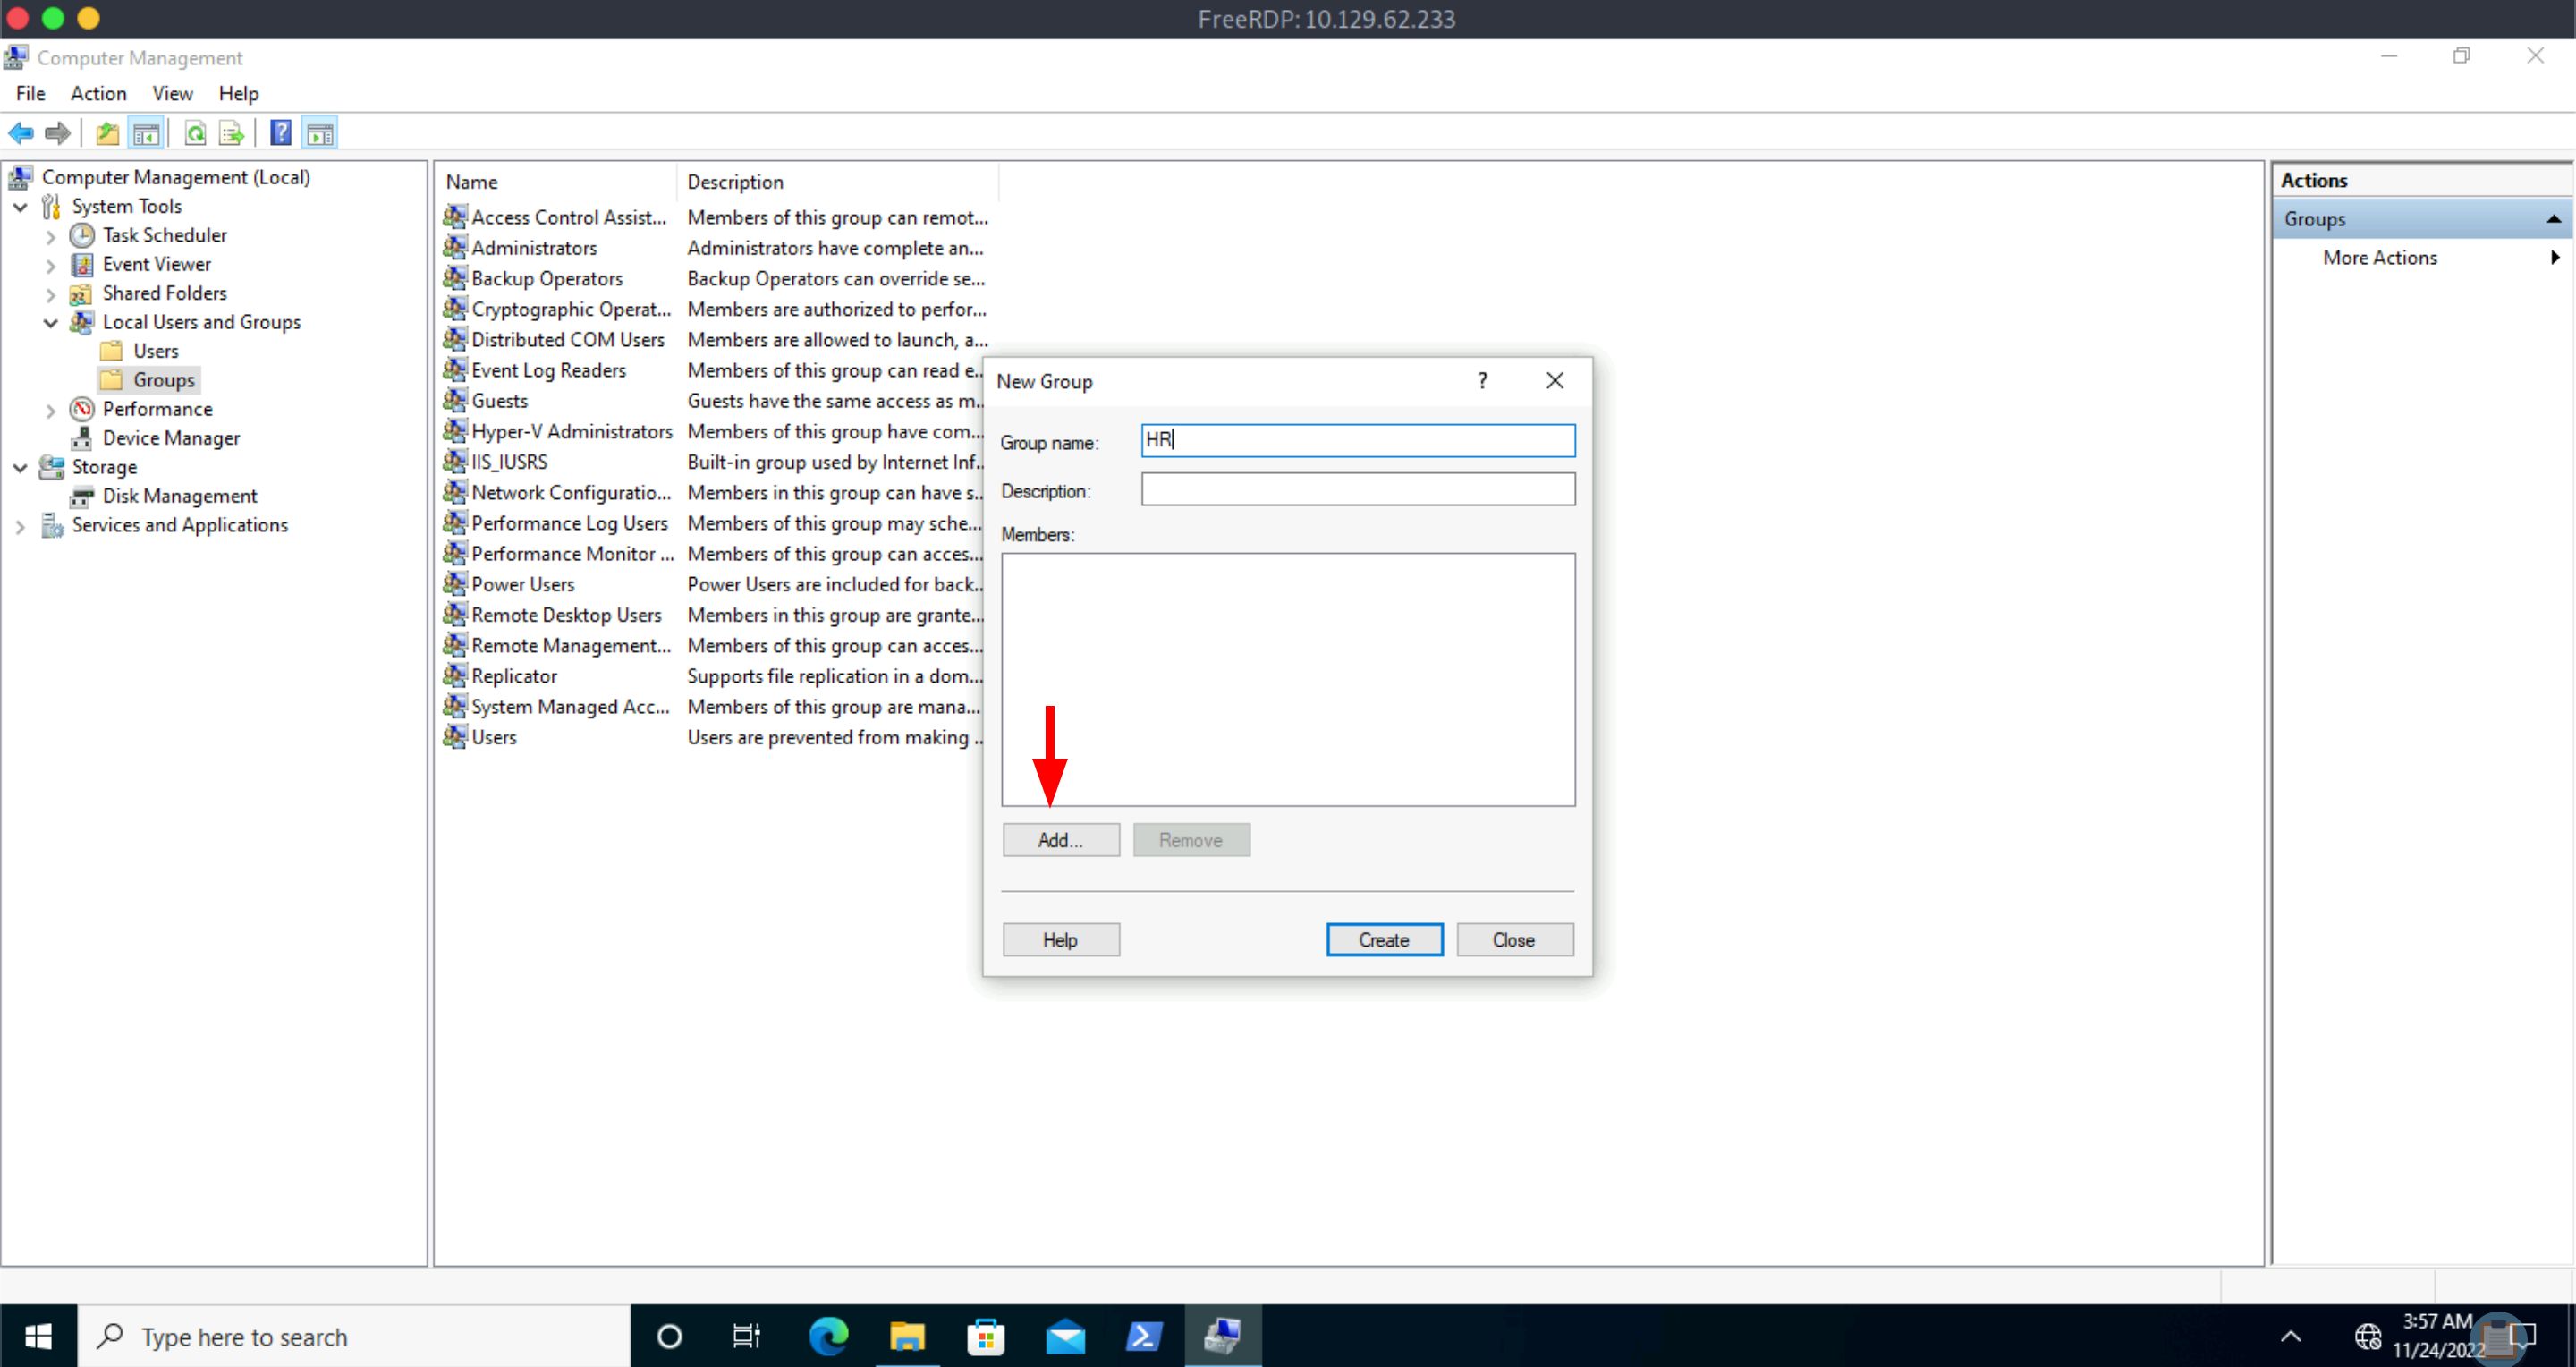 FreeRDP: 10.129.62.233
Computer Management
File Action View Help
Computer Management (Local)
System Tools
Task Scheduler
Event Viewer
Shared Folders
Local Users and Groups
Users
Groups
Performance
Device Manager
Storage
Disk Management
Services and Applications
Name Description
Access Control Assist... Members of this group can remot...
Administrators Administrators have complete an...
Backup Operators Backup Operators can override se...
Cryptographic Operat... Members are authorized to perfor...
Distributed COM Users Members are allowed to launch, a...
Event Log Readers Members of this group can read e..
Guests Guests have the same access as m..
Hyper-V Administrators Members of this group have com...
IIS_IUSRS Built-in group used by Internet Inf..
Network Configuratio... Members in this group can have s..
Performance Log Users Members of this group may sche...
Performance Monitor ... Members of this group can acces...
Power Users Power Users are included for back..
Remote Desktop Users Members in this group are grante...
Remote Management... Members of this group can acces...
Replicator Supports file replication in a dom...
System Managed Acc... Members of this group are mana...
Users Users are prevented from making ..
New Group ?
Group name: HR
Description:
Members:
Add... Remove
Help Create Close
Actions
Groups
More Actions
Type here to search
3:57 AM
11/24/2022